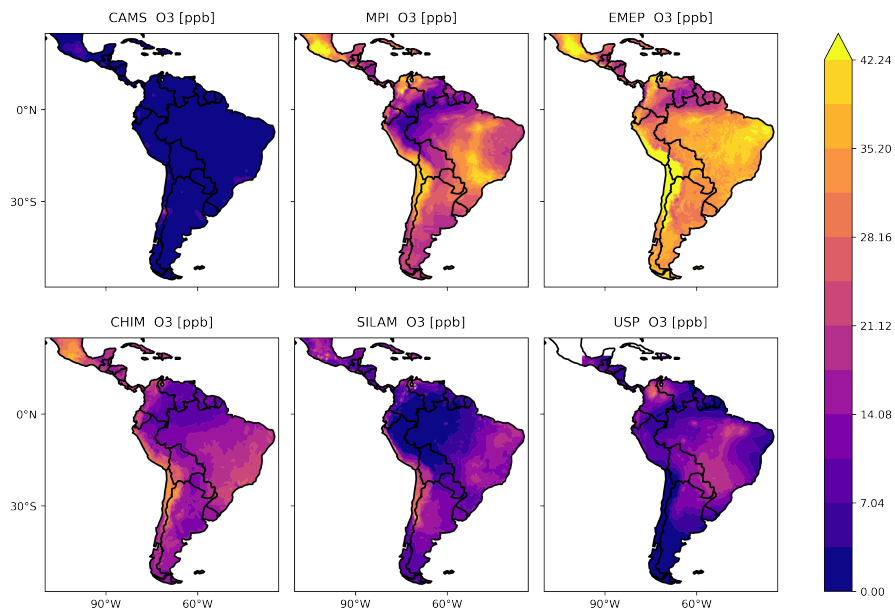 CAMS O3 [ppb]
MPI O3 [ppb]
EMEP O3 [ppb]
0°N
30°S
CHIM O3 [ppb]
SILAM O3 [ppb]
USP O3 [ppb]
0°N
30°S
90°W
60°W
90°W
60°W
90°W
60°W
42.24
35.20
28.16
21.12
14.08
7.04
0.00